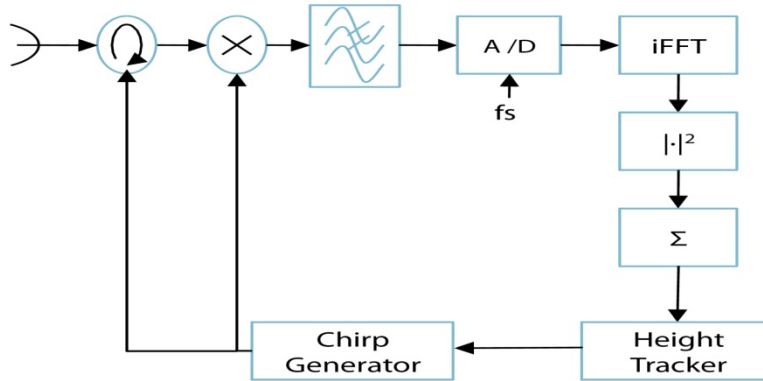 A /D
iFFT
fs
|·|²
Σ
Chirp
Generator
Height
Tracker